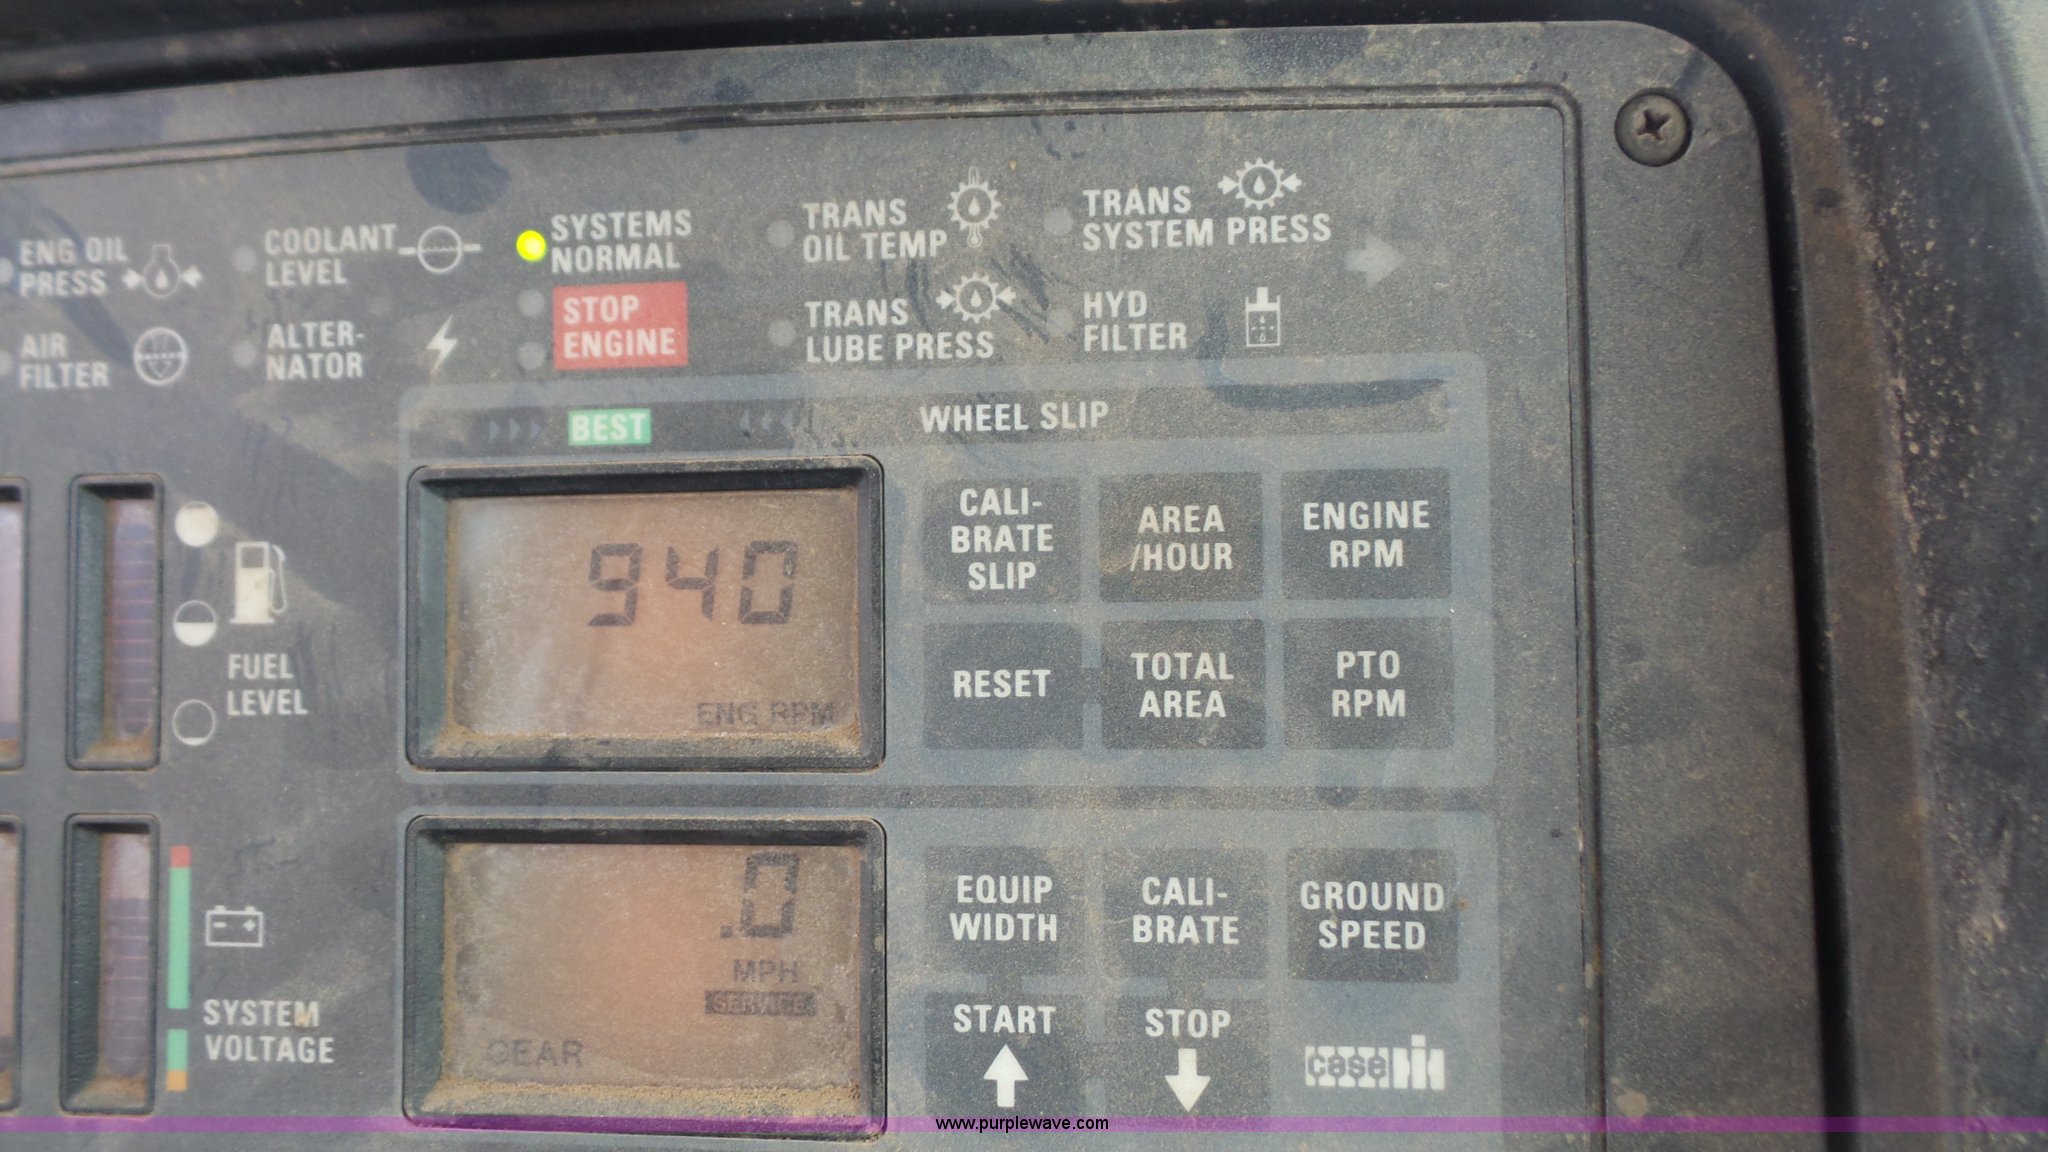 ENG OIL
PRESS
COOLANT
LEVEL
SYSTEMS
NORMAL
TRANS
OIL TEMP
TRANS
SYSTEM PRESS
AIR
FILTER
ALTER-
NATOR
STOP
ENGINE
TRANS
LUBE PRESS
HYD
FILTER
BEST
WHEEL SLIP
940
ENG RPM
CALI-
BRATE
SLIP
AREA
/HOUR
ENGINE
RPM
RESET
TOTAL
AREA
PTO
RPM
FUEL
LEVEL
.0
MPH
SERVICE
GEAR
EQUIP
WIDTH
CALI-
BRATE
GROUND
SPEED
START
STOP
case IH
SYSTEM
VOLTAGE
www.purplewave.com